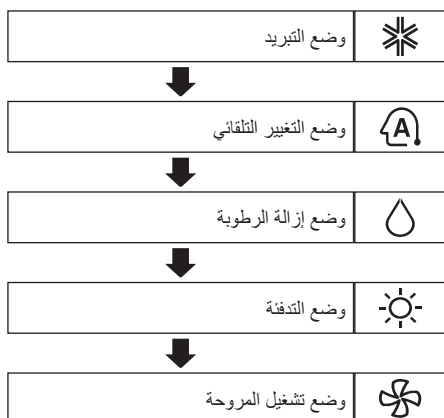 وضع التبريد
وضع التغيير التلقائي
A
وضع إزالة الرطوبة
وضع التدفئة
وضع تشغيل المروحة